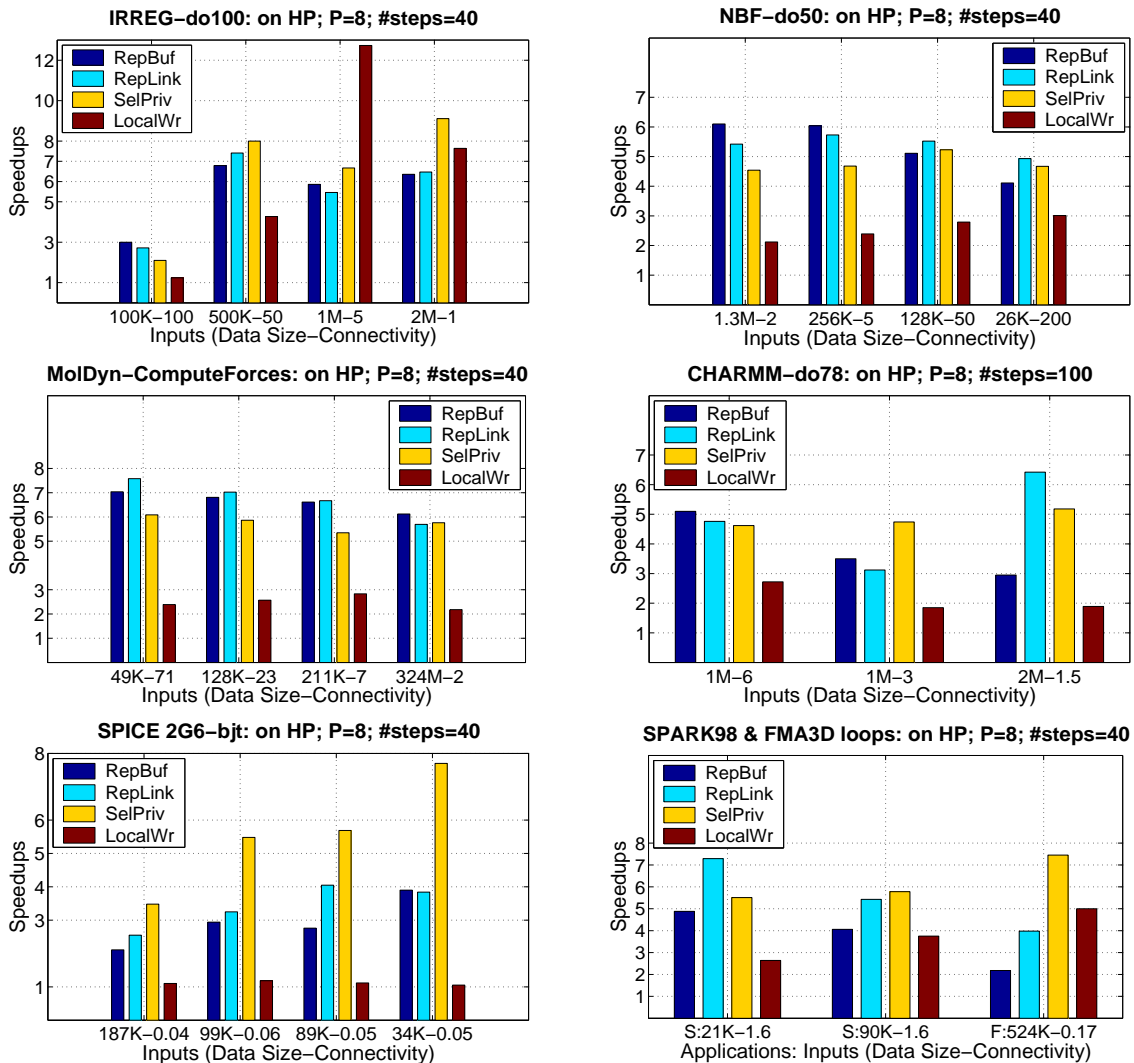 IRREG−do100: on HP; P=8; #steps=40
12
10
8
7
6
5
3
1
Speedups
RepBuf
RepLink
SelPriv
LocalWr
100K−100 500K−50 1M−5 2M−1
Inputs (Data Size−Connectivity)
NBF−do50: on HP; P=8; #steps=40
7
6
5
4
3
2
1
Speedups
RepBuf
RepLink
SelPriv
LocalWr
1.3M−2 256K−5 128K−50 26K−200
Inputs (Data Size−Connectivity)
MolDyn−ComputeForces: on HP; P=8; #steps=40
8
7
6
5
3
2
1
Speedups
RepBuf
RepLink
SelPriv
LocalWr
49K−71 128K−23 211K−7 324M−2
Inputs (Data Size−Connectivity)
CHARMM−do78: on HP; P=8; #steps=100
7
6
5
4
3
2
1
Speedups
RepBuf
RepLink
SelPriv
LocalWr
1M−6 1M−3 2M−1.5
Inputs (Data Size−Connectivity)
SPICE 2G6−bjt: on HP; P=8; #steps=40
8
6
5
4
3
1
Speedups
RepBuf
RepLink
SelPriv
LocalWr
187K−0.04 99K−0.06 89K−0.05 34K−0.05
Inputs (Data Size−Connectivity)
SPARK98 & FMA3D loops: on HP; P=8; #steps=40
8
7
6
5
4
3
2
1
Speedups
RepBuf
RepLink
SelPriv
LocalWr
S:21K−1.6 S:90K−1.6 F:524K−0.17
Applications: Inputs (Data Size−Connectivity)